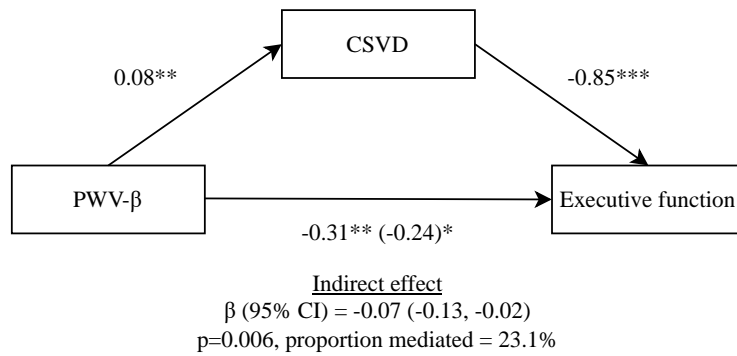 CSVD
0.08**
-0.85***
PWV-β
Executive function
-0.31** (-0.24)*
Indirect effect
β (95% CI) = -0.07 (-0.13, -0.02)
p=0.006, proportion mediated = 23.1%